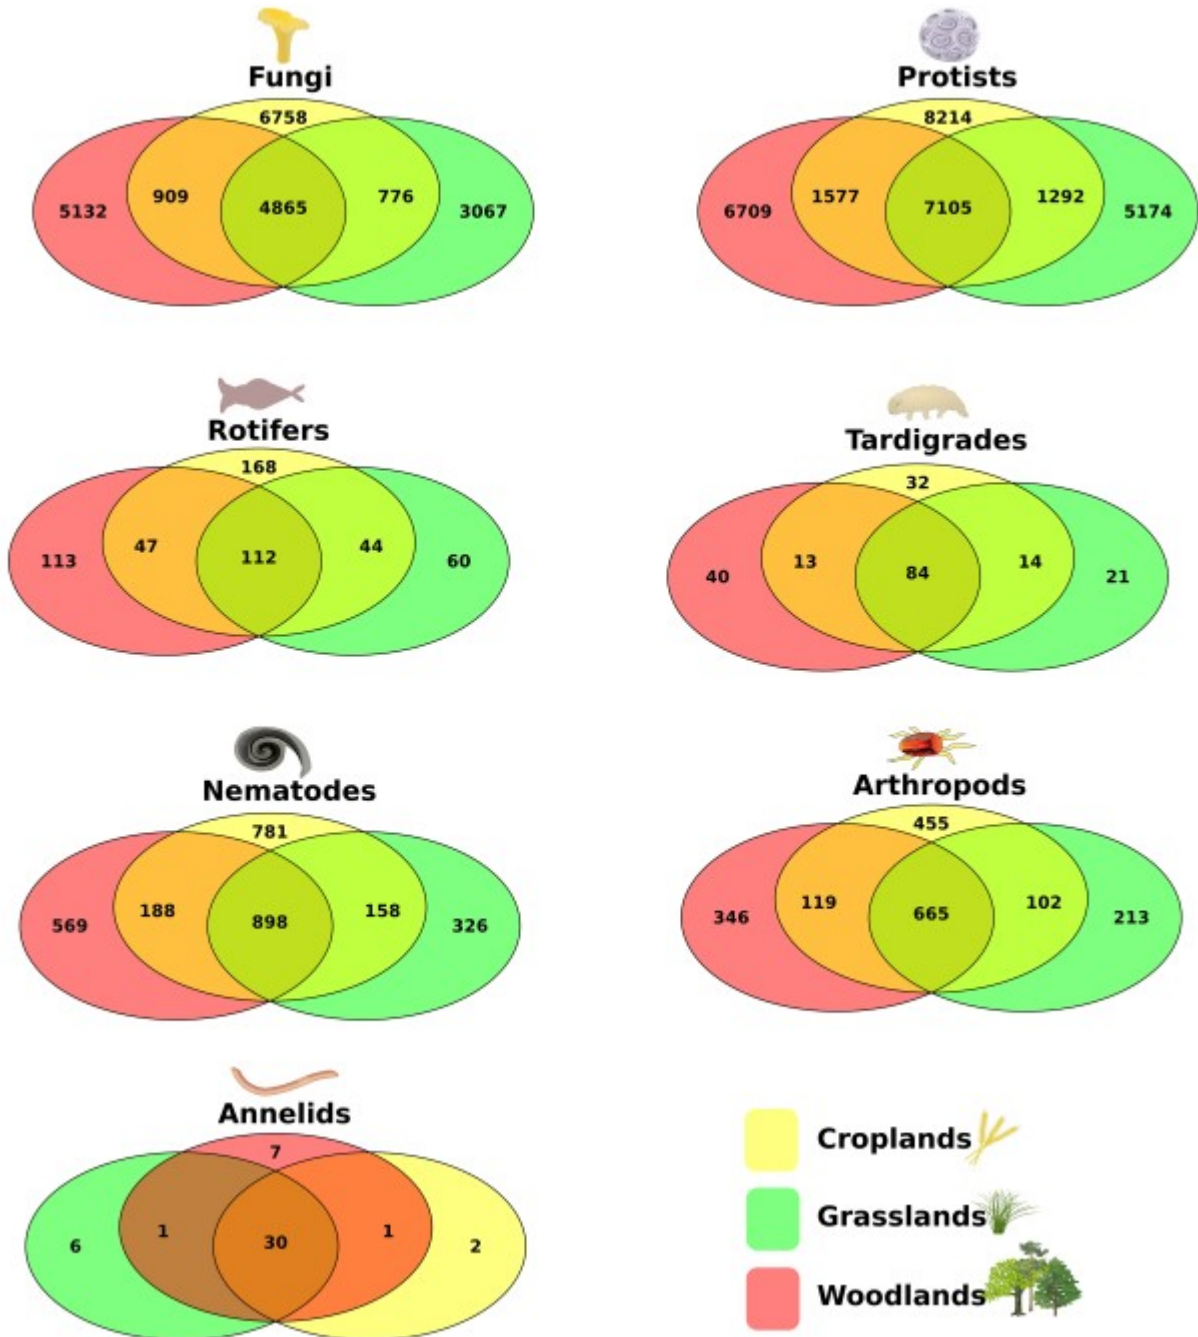 Fungi
6758
5132 909 4865 776 3067
Protists
8214
6709 1577 7105 1292 5174
Rotifers
168
113 47 112 44 60
Tardigrades
32
40 13 84 14 21
Nematodes
781
569 188 898 158 326
Arthropods
455
346 119 665 102 213
Annelids
7
6 1 30 1 2
Croplands
Grasslands
Woodlands